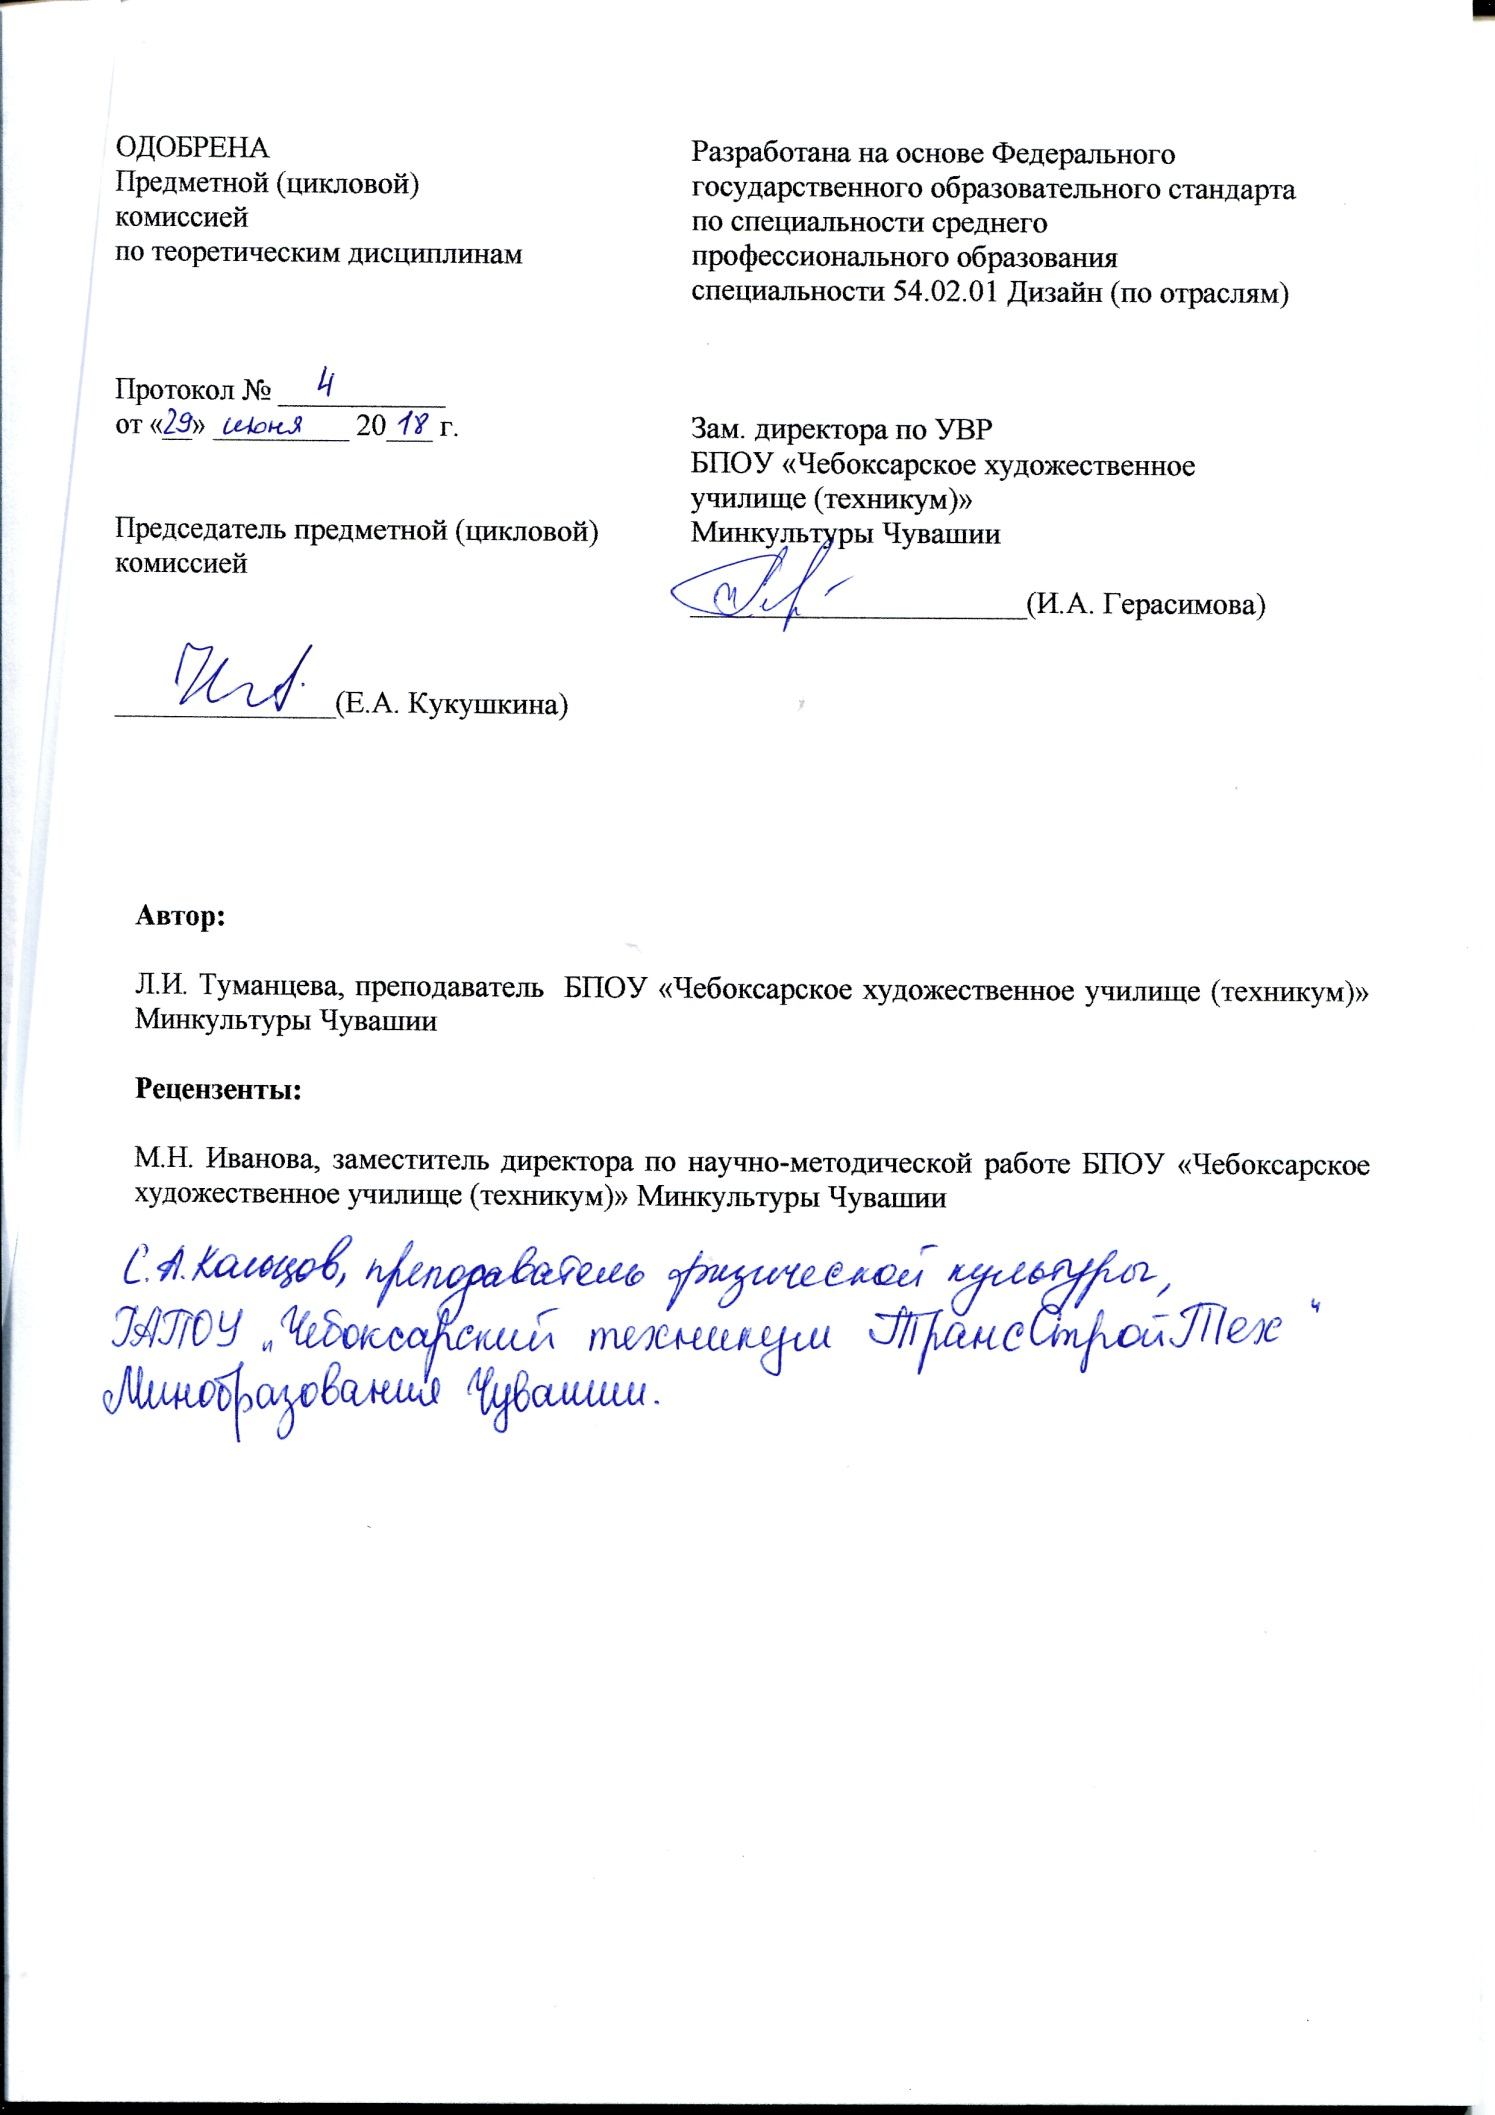 ОДОБРЕНА
Предметной (цикловой)
комиссией
по теоретическим дисциплинам
Протокол № 4
от «29» июня 2018 г.
Председатель предметной (цикловой)
комиссией
(Е.А. Кукушкина)
Разработана на основе Федерального
государственного образовательного стандарта
по специальности среднего
профессионального образования
специальности 54.02.01 Дизайн (по отраслям)
Зам. директора по УВР
БПОУ «Чебоксарское художественное
училище (техникум)»
Минкультуры Чувашии
(И.А. Герасимова)
Автор:
Л.И. Туманцева, преподаватель БПОУ «Чебоксарское художественное училище (техникум)»
Минкультуры Чувашии
Рецензенты:
М.Н. Иванова, заместитель директора по научно-методической работе БПОУ «Чебоксарское
художественное училище (техникум)» Минкультуры Чувашии
С.А. Кольцов, преподаватель физической культуры,
ГАПОУ „Чебоксарский техникум ТрансСтройТех“
Минобразования Чувашии.